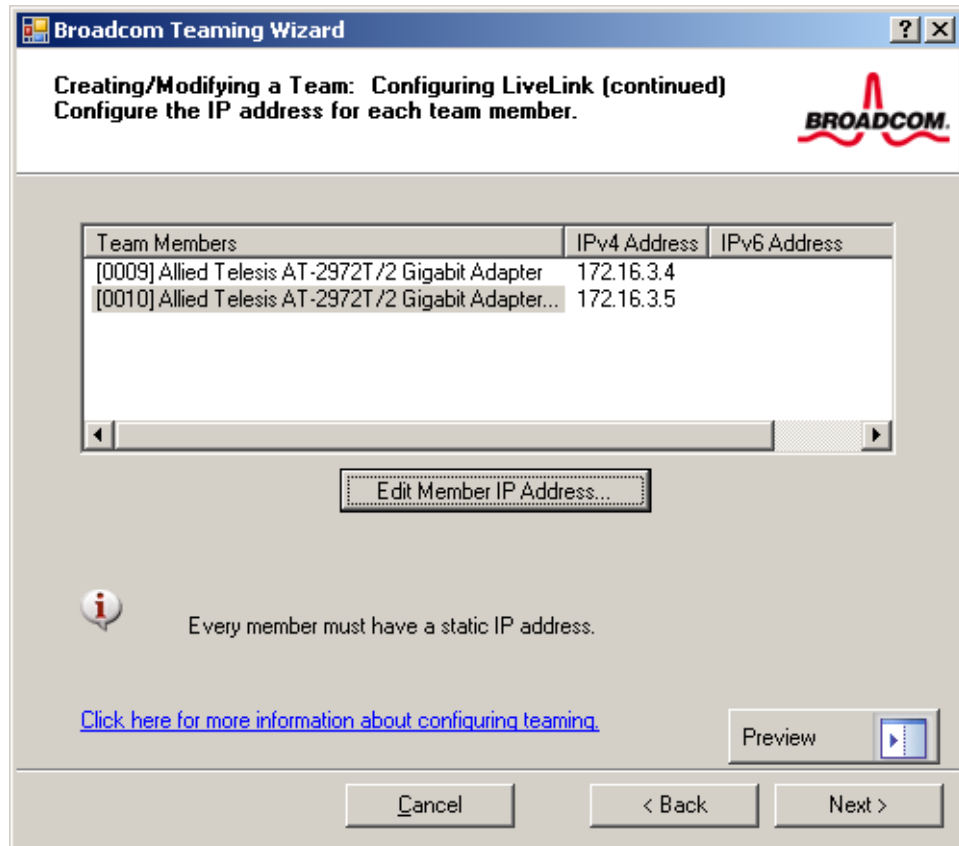 Broadcom Teaming Wizard
Creating/Modifying a Team: Configuring LiveLink (continued)
Configure the IP address for each team member.
BROADCOM.
Team Members IPv4 Address IPv6 Address
[0009] Allied Telesis AT-2972T/2 Gigabit Adapter 172.16.3.4
[0010] Allied Telesis AT-2972T/2 Gigabit Adapter... 172.16.3.5
Edit Member IP Address...
Every member must have a static IP address.
Click here for more information about configuring teaming.
Preview
Cancel < Back Next >